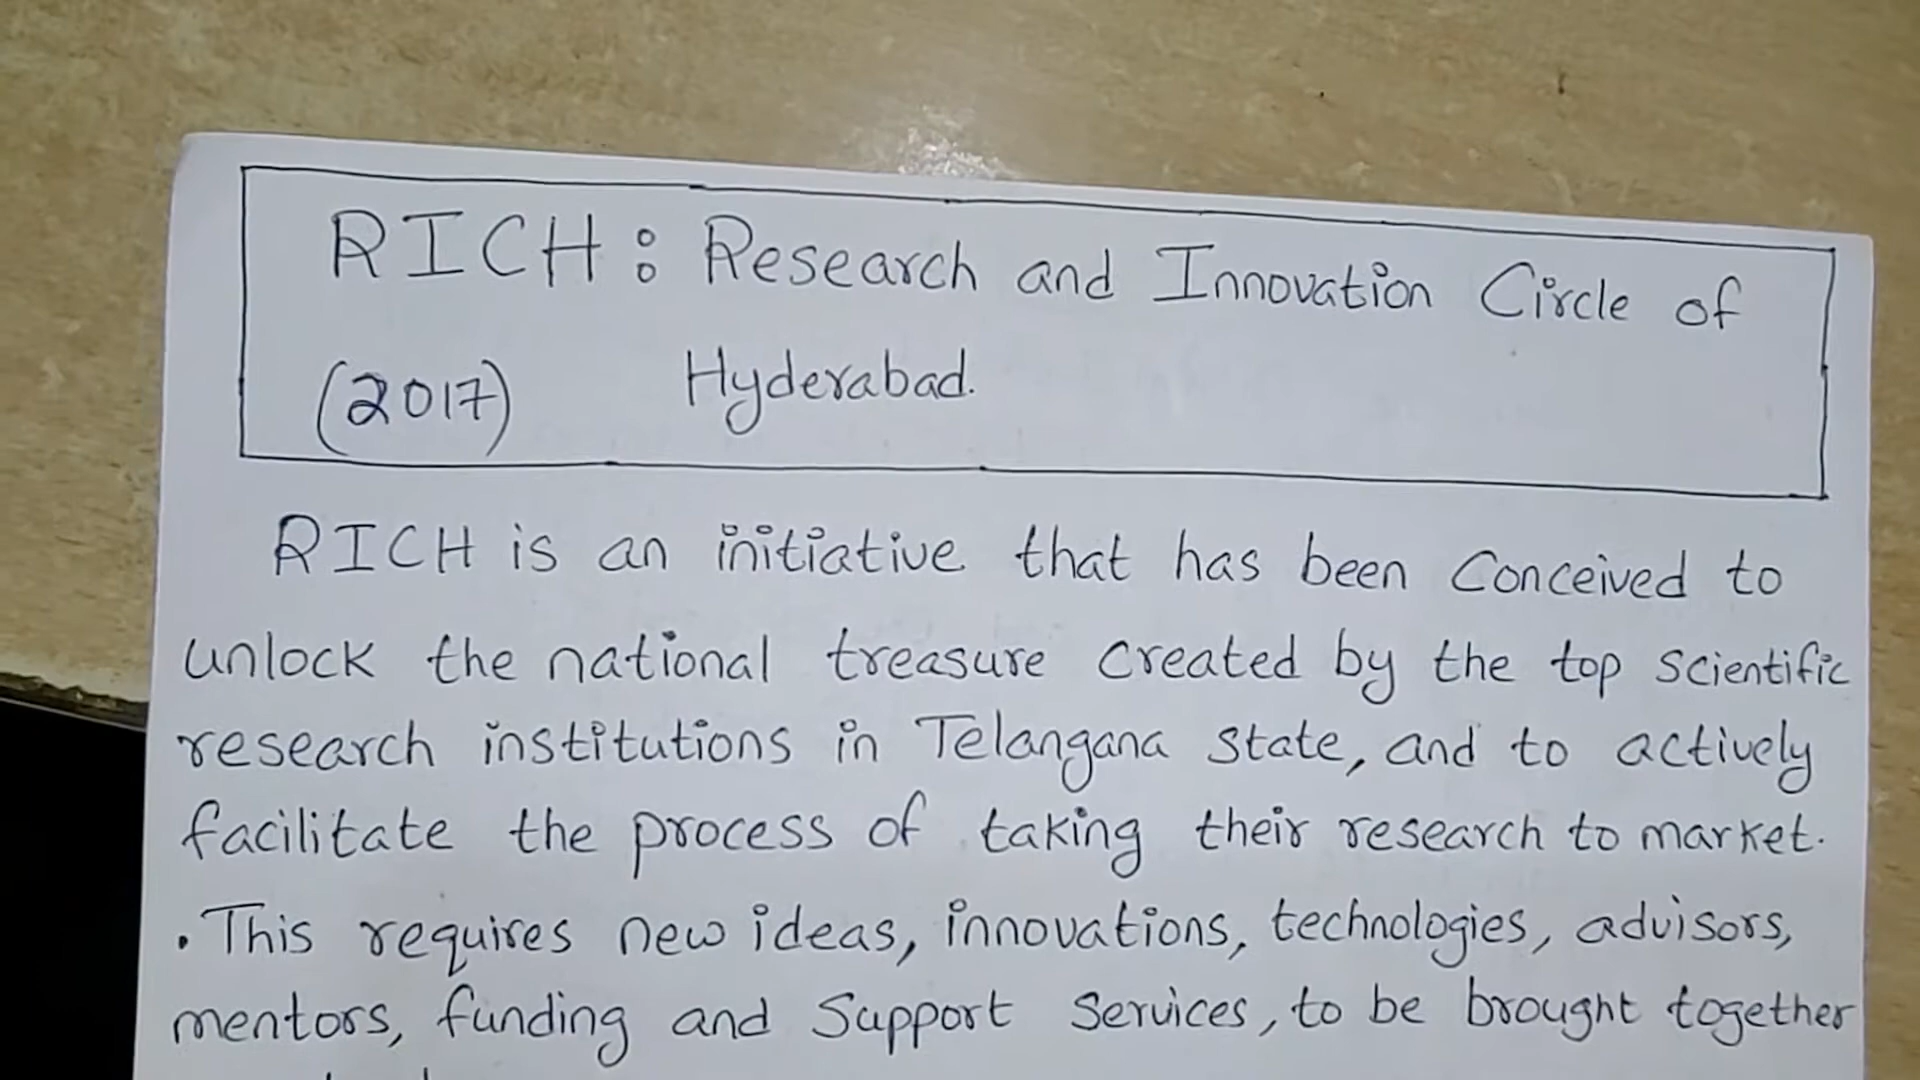 RICH: Research and Innovation Circle of
(2017) Hyderabad.
RICH is an initiative that has been Conceived to
unlock the national treasure created by the top scientific
research institutions in Telangana state, and to actively
facilitate the process of taking their research to market.
. This requires new ideas, innovations, technologies, advisors,
mentors, funding and Support Services, to be brought together